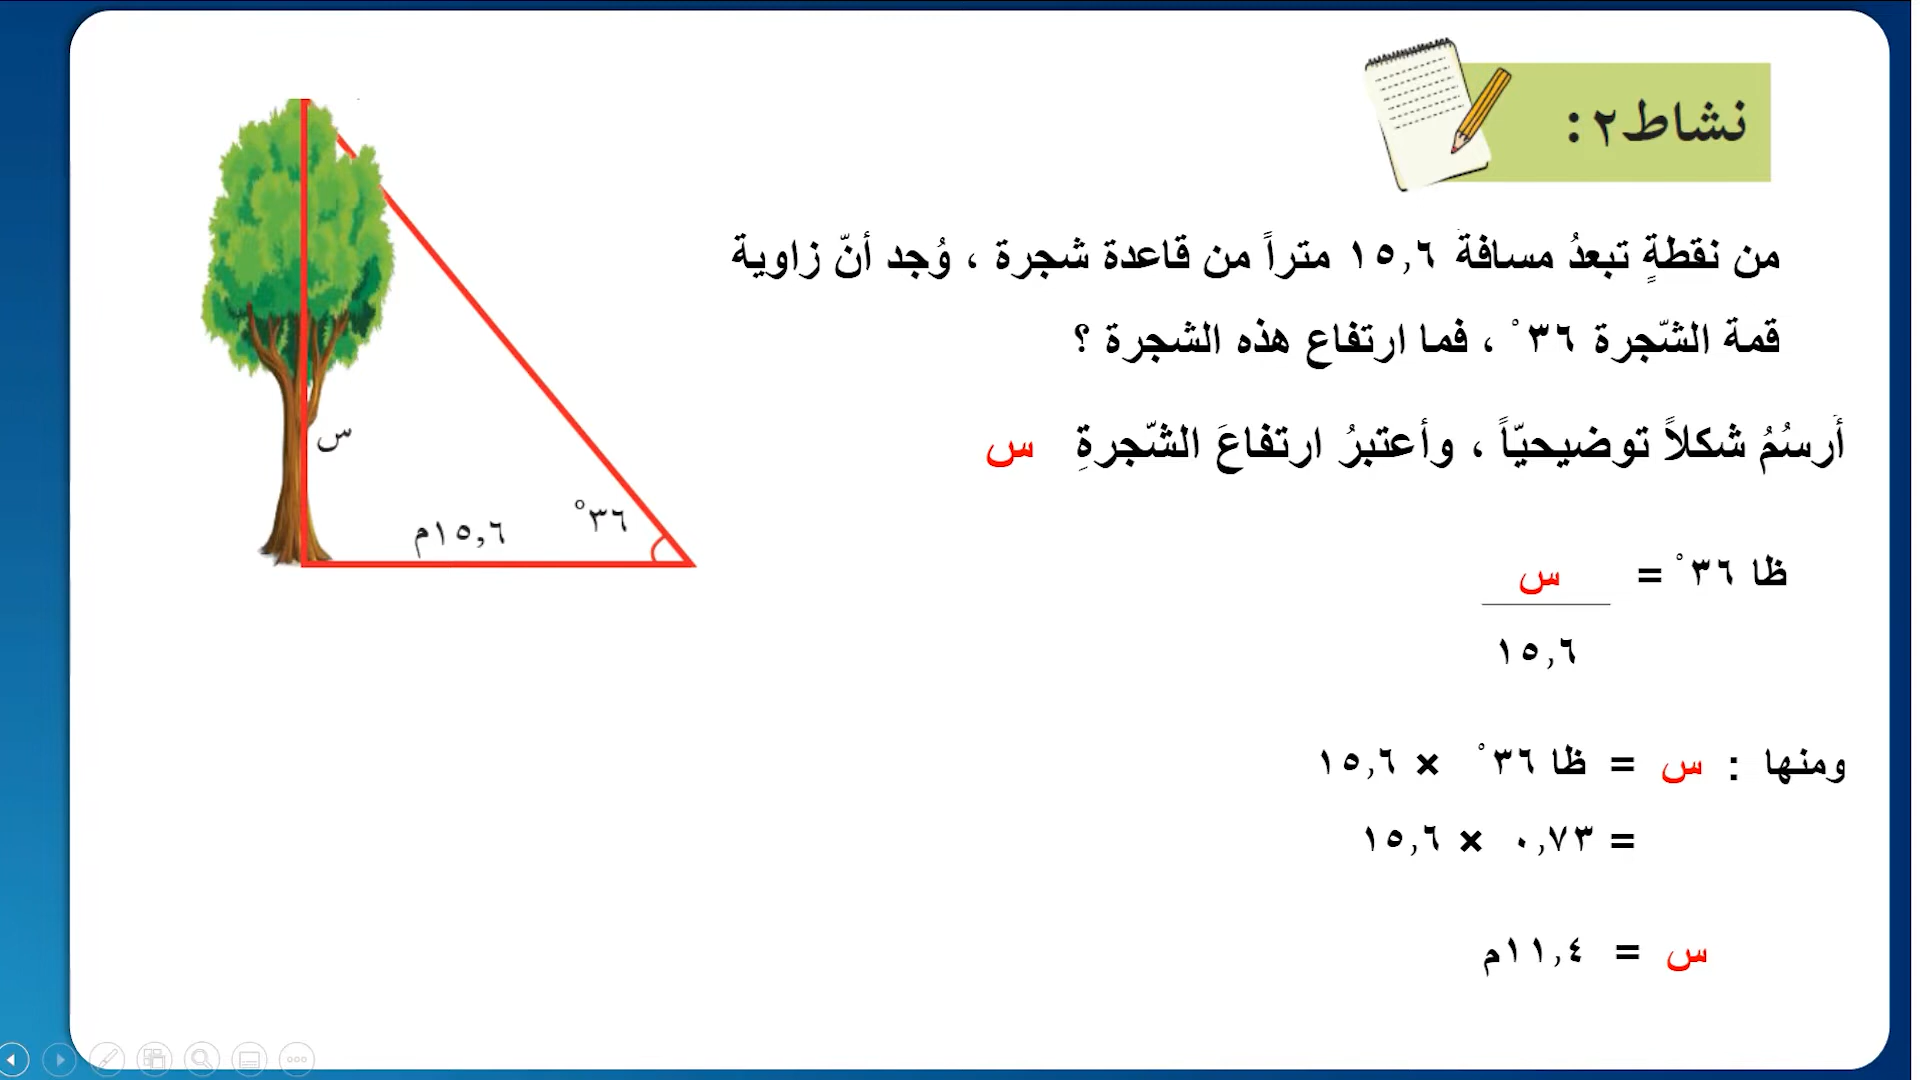 نشاط٢:
من نقطةٍ تبعدُ مسافة ١٥,٦ متراً من قاعدة شجرة ، وُجد أنّ زاوية
قمة الشّجرة ٣٦° ، فما ارتفاع هذه الشجرة ؟
أرسُمُ شكلاً توضيحيّاً ، وأعتبرُ ارتفاعَ الشّجرةِ س
س
٣٦°
١٥,٦م
ظا ٣٦° = س
١٥,٦
ومنها : س = ظا ٣٦° × ١٥,٦
= ٠,٧٣ × ١٥,٦
س = ١١,٤م